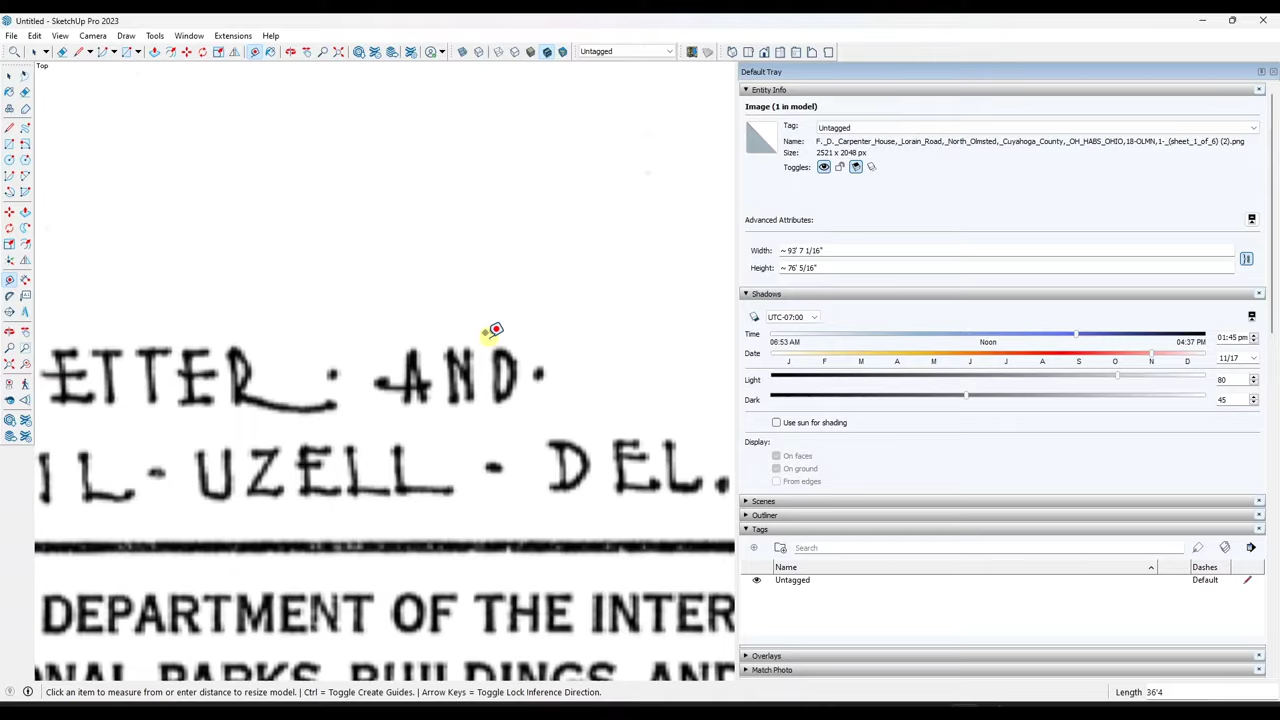 Untitled - SketchUp Pro 2023
File Edit View Camera Draw Tools Window Extensions Help
Untagged
Top
Default Tray
Entity Info
Image (1 in model)
Tag: Untagged
Name: F._D._Carpenter_House,_Lorain_Road,_North_Olmsted,_Cuyahoga_County,_OH_HABS_OHIO,18-OLMN,1-_(sheet_1_of_6) (2).png
Size: 2521 x 2048 px
Toggles:
Advanced Attributes:
Width: ~ 93' 7 1/16"
Height: ~ 76' 5/16"
Shadows
UTC-07:00
Time 01:45 pm
06:53 AM Noon 04:37 PM
Date 11/17
J F M A M J J A S O N D
Light 80
Dark 45
Use sun for shading
Display:
On faces
On ground
From edges
Scenes
Outliner
Tags
Search
Name Dashes
Untagged Default
Overlays
Match Photo
ETTER · AND ·
IL - UZELL - DEL.
DEPARTMENT OF THE INTER
PARKS, BUILDINGS, AND
Click an item to measure from or enter distance to resize model. | Ctrl = Toggle Create Guides. | Arrow Keys = Toggle Lock Inference Direction.
Length 36'4